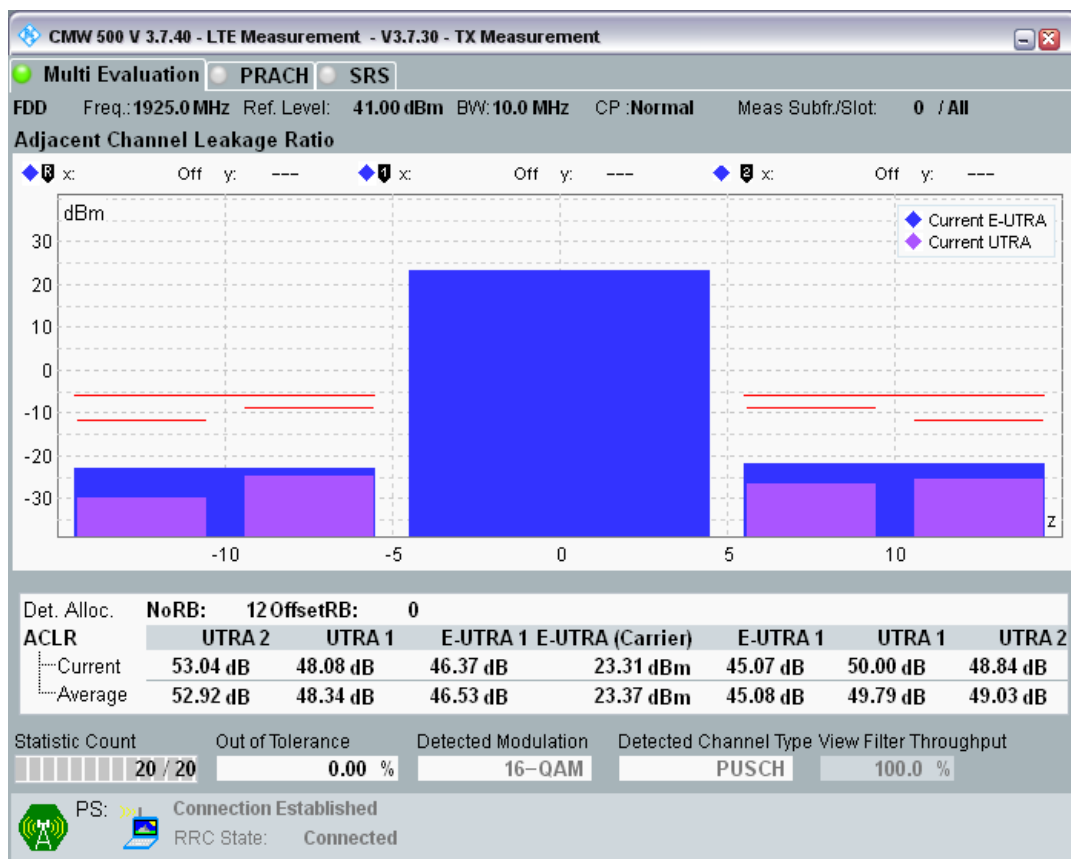 CMW 500 V 3.7.40 - LTE Measurement - V3.7.30 - TX Measurement
Multi Evaluation PRACH SRS
FDD Freq.: 1925.0 MHz Ref. Level: 41.00 dBm BW: 10.0 MHz CP :Normal Meas Subfr./Slot: 0 / All
Adjacent Channel Leakage Ratio
R x: Off y: --- 1 x: Off y: --- 2 x: Off y: ---
dBm
Current E-UTRA
Current UTRA
30
20
10
0
-10
-20
-30
z
-10 -5 0 5 10
Det. Alloc. NoRB: 12 OffsetRB: 0
ACLR UTRA 2 UTRA 1 E-UTRA 1 E-UTRA (Carrier) E-UTRA 1 UTRA 1 UTRA 2
Current 53.04 dB 48.08 dB 46.37 dB 23.31 dBm 45.07 dB 50.00 dB 48.84 dB
Average 52.92 dB 48.34 dB 46.53 dB 23.37 dBm 45.08 dB 49.79 dB 49.03 dB
Statistic Count Out of Tolerance Detected Modulation Detected Channel Type View Filter Throughput
20 / 20 0.00 % 16-QAM PUSCH 100.0 %
PS: Connection Established
RRC State: Connected